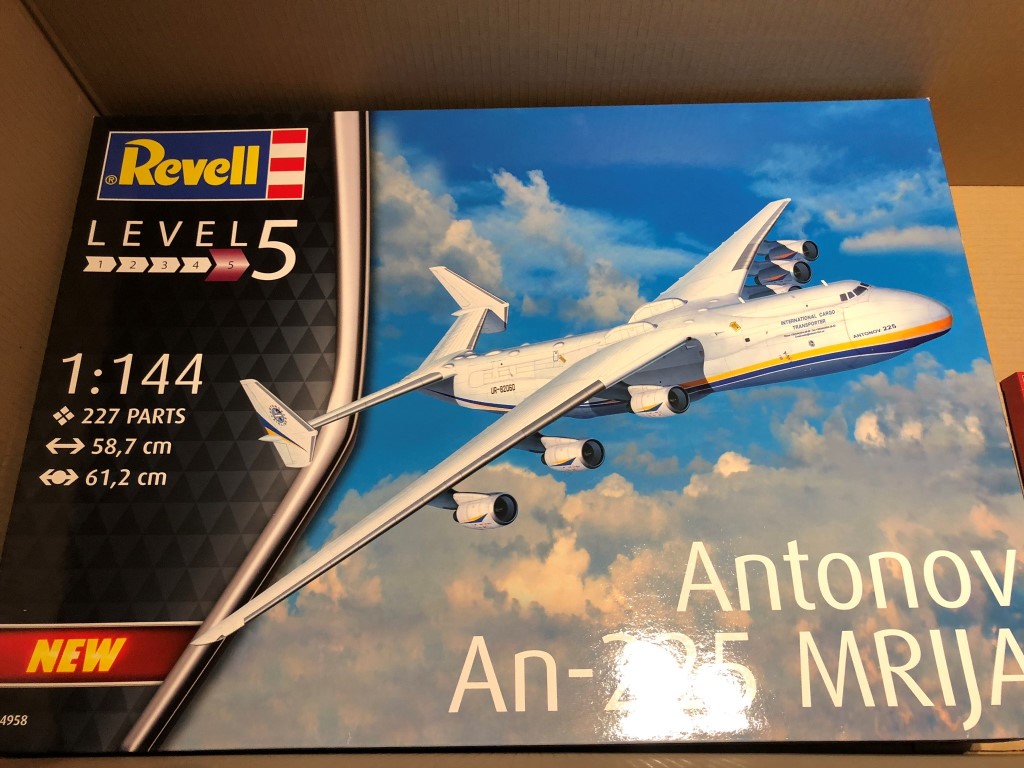 ® Revell
LEVEL 5
1 2 3 4 5
1:144
227 PARTS
58,7 cm
61,2 cm
INTERNATIONAL CARGO
TRANSPORTER
ANTONOV 225
UR-82060
Antonov
An-225 MRIJA
NEW
4958